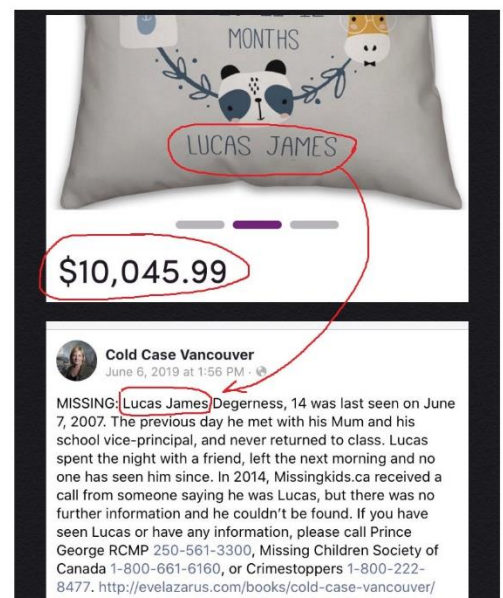 MONTHS
LUCAS JAMES
$10,045.99
Cold Case Vancouver
June 6, 2019 at 1:56 PM ·
MISSING: Lucas James Degerness, 14 was last seen on June
7, 2007. The previous day he met with his Mum and his
school vice-principal, and never returned to class. Lucas
spent the night with a friend, left the next morning and no
one has seen him since. In 2014, Missingkids.ca received a
call from someone saying he was Lucas, but there was no
further information and he couldn't be found. If you have
seen Lucas or have any information, please call Prince
George RCMP 250-561-3300, Missing Children Society of
Canada 1-800-661-6160, or Crimestoppers 1-800-222-
8477. http://evelazarus.com/books/cold-case-vancouver/